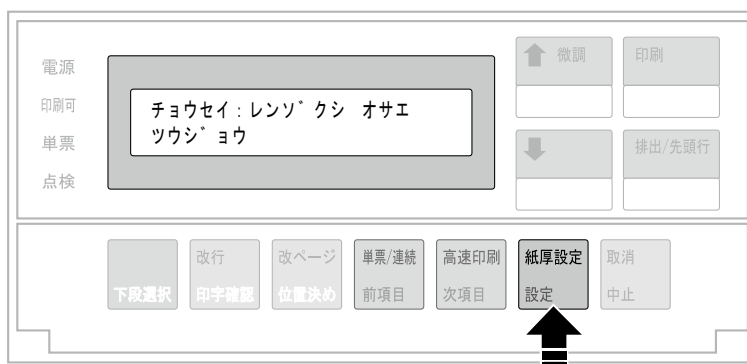 電源
印刷可
単票
点検
チョウセイ：レンゾクシ　オサエ
ツウジョウ
微調
印刷
排出/先頭行
下段選択
改行
印字確認
改ページ
位置決め
単票/連続
前項目
高速印刷
次項目
紙厚設定
設定
取消
中止